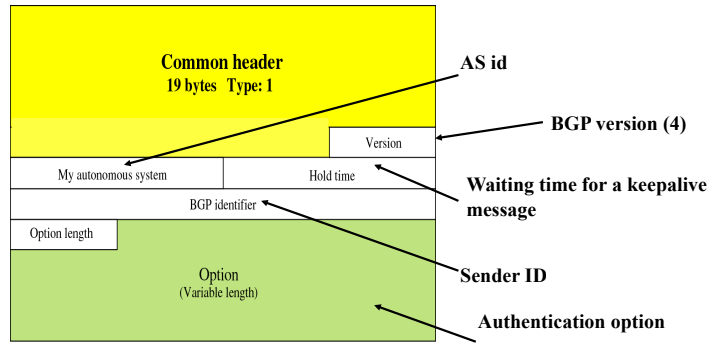 Common header
19 bytes Type: 1
AS id
Version
BGP version (4)
My autonomous system
Hold time
Waiting time for a keepalive
message
BGP identifier
Option length
Option
(Variable length)
Sender ID
Authentication option